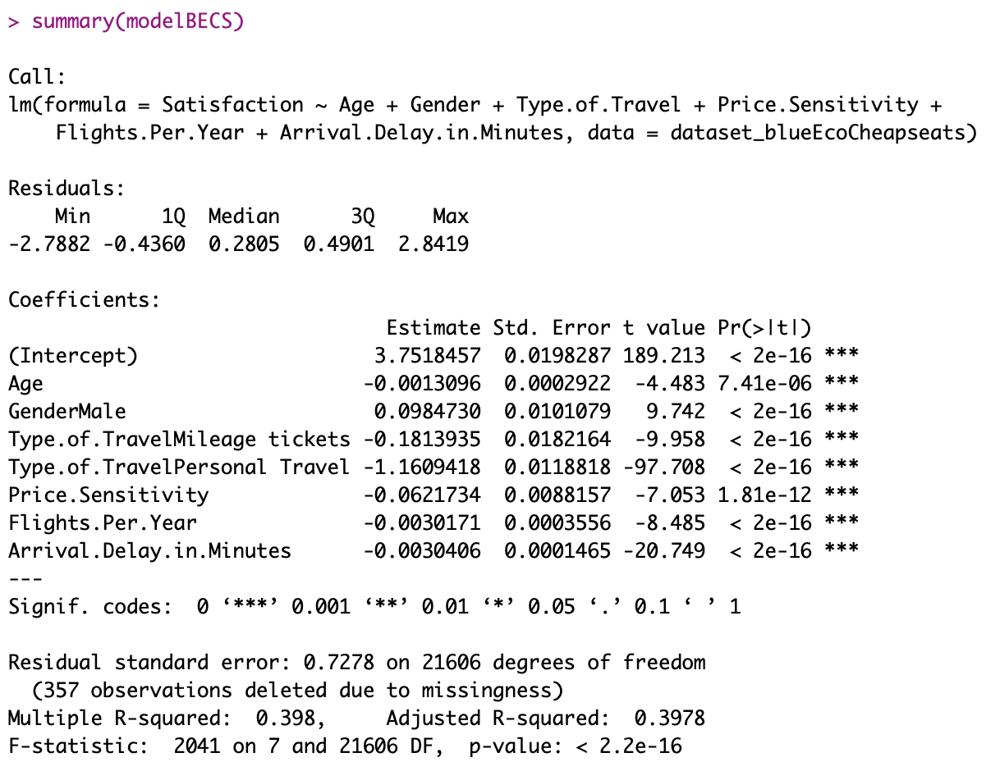 > summary(modelBECS)
Call:
lm(formula = Satisfaction ~ Age + Gender + Type.of.Travel + Price.Sensitivity +
    Flights.Per.Year + Arrival.Delay.in.Minutes, data = dataset_blueEcoCheapseats)
Residuals:
    Min      1Q  Median      3Q     Max
-2.7882 -0.4360  0.2805  0.4901  2.8419
Coefficients:
                                Estimate Std. Error t value Pr(>|t|)
(Intercept)                    3.7518457  0.0198287 189.213  < 2e-16 ***
Age                           -0.0013096  0.0002922  -4.483 7.41e-06 ***
GenderMale                     0.0984730  0.0101079   9.742  < 2e-16 ***
Type.of.TravelMileage tickets -0.1813935  0.0182164  -9.958  < 2e-16 ***
Type.of.TravelPersonal Travel -1.1609418  0.0118818 -97.708  < 2e-16 ***
Price.Sensitivity             -0.0621734  0.0088157  -7.053 1.81e-12 ***
Flights.Per.Year              -0.0030171  0.0003556  -8.485  < 2e-16 ***
Arrival.Delay.in.Minutes      -0.0030406  0.0001465 -20.749  < 2e-16 ***
---
Signif. codes:  0 ‘***’ 0.001 ‘**’ 0.01 ‘*’ 0.05 ‘.’ 0.1 ‘ ’ 1
Residual standard error: 0.7278 on 21606 degrees of freedom
  (357 observations deleted due to missingness)
Multiple R-squared:  0.398,     Adjusted R-squared:  0.3978
F-statistic:  2041 on 7 and 21606 DF,  p-value: < 2.2e-16